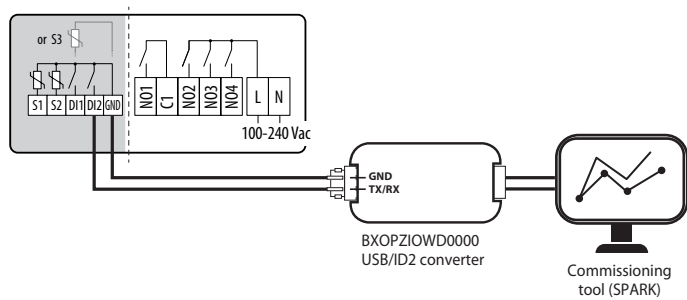 or S3
S1 S2 DI1 DI2 GND
NO1 C1 NO2 NO3 NO4 L N
100-240 Vac
GND
TX/RX
BXOPZIOWD0000
USB/ID2 converter
Commissioning
tool (SPARK)